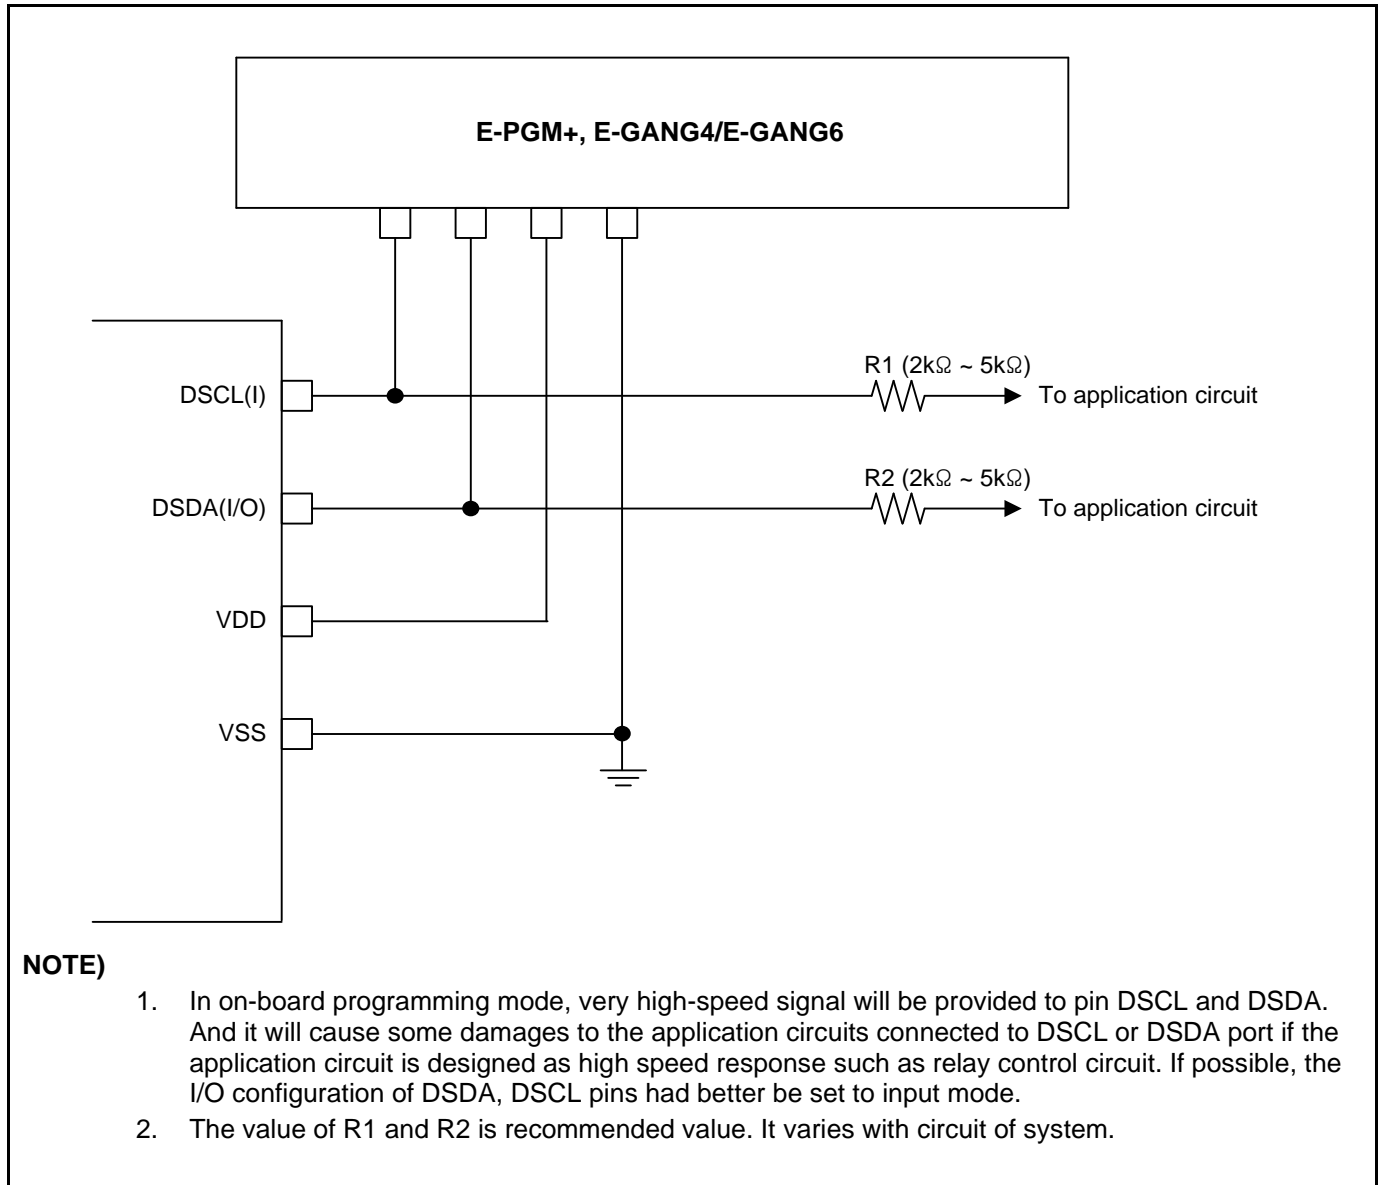 E-PGM+, E-GANG4/E-GANG6
R1 (2kΩ ~ 5kΩ)
DSCL(I)
To application circuit
R2 (2kΩ ~ 5kΩ)
DSDA(I/O)
To application circuit
VDD
VSS
NOTE)
1. In on-board programming mode, very high-speed signal will be provided to pin DSCL and DSDA.
And it will cause some damages to the application circuits connected to DSCL or DSDA port if the
application circuit is designed as high speed response such as relay control circuit. If possible, the
I/O configuration of DSDA, DSCL pins had better be set to input mode.
2. The value of R1 and R2 is recommended value. It varies with circuit of system.